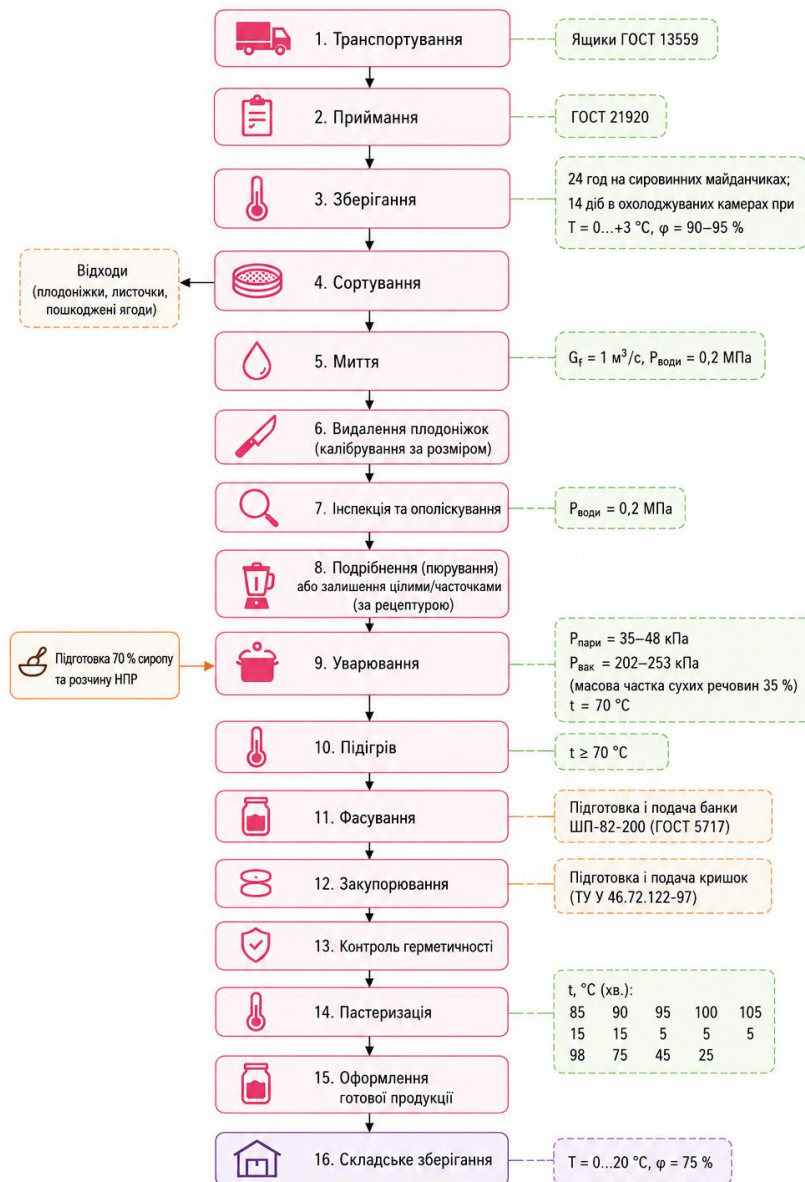 1. Транспортування
Ящики ГОСТ 13559
2. Приймання
ГОСТ 21920
3. Зберігання
24 год на сировинних майданчиках;
14 діб в охолоджуваних камерах при
T = 0...+3 °C, φ = 90–95 %
Відходи
(плодоніжки, листочки,
пошкоджені ягоди)
4. Сортування
5. Миття
Gf = 1 м³/с, Pводи = 0,2 МПа
6. Видалення плодоніжок
(калібрування за розміром)
7. Інспекція та ополіскування
Pводи = 0,2 МПа
8. Подрібнення (пюрування)
або залишення цілими/часточками
(за рецептурою)
Підготовка 70 % сиропу
та розчину НПР
9. Уварювання
Pпари = 35–48 кПа
Pвак = 202–253 кПа
(масова частка сухих речовин 35 %)
t = 70 °C
10. Підігрів
t ≥ 70 °C
11. Фасування
Підготовка і подача банки
ШП-82-200 (ГОСТ 5717)
12. Закупорювання
Підготовка і подача кришок
(ТУ У 46.72.122-97)
13. Контроль герметичності
14. Пастеризація
t, °C (хв.):
85 90 95 100 105
15 15 5 5 5
98 75 45 25
15. Оформлення
готової продукції
16. Складське зберігання
T = 0...20 °C, φ = 75 %